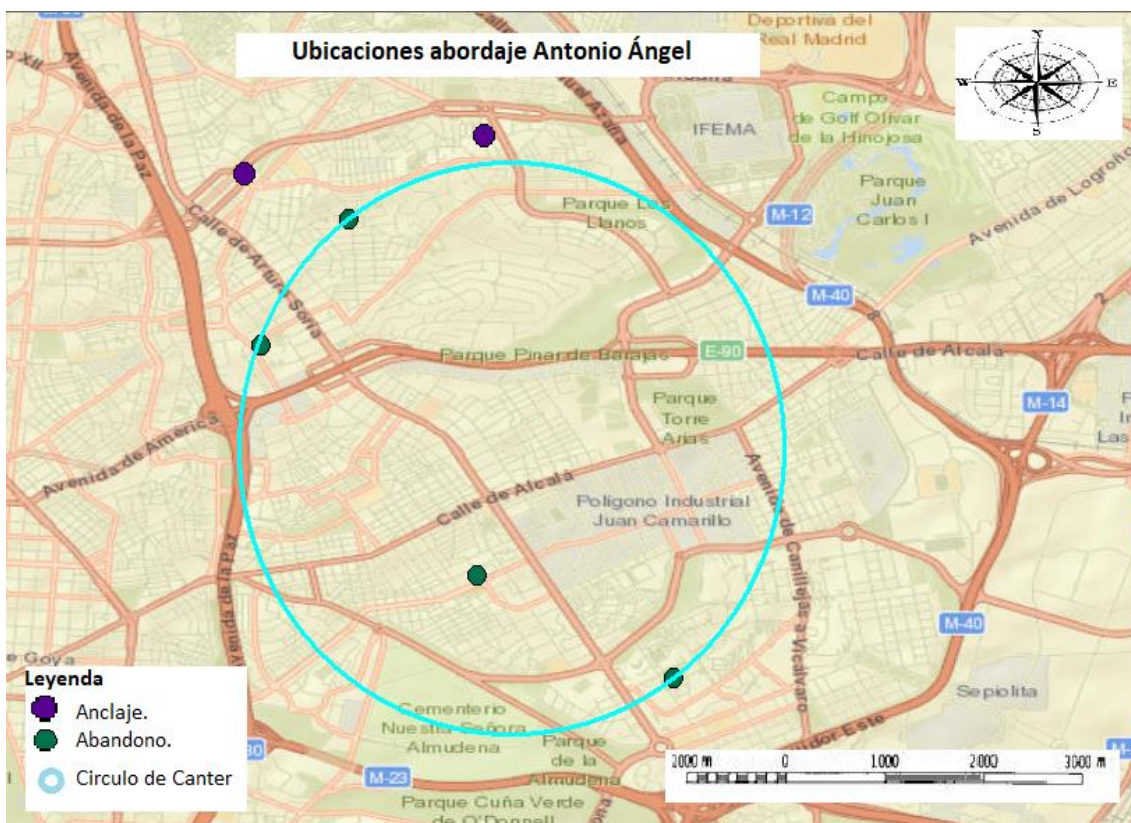 Ubicaciones abordaje Antonio Ángel
Deportiva del
Real Madrid
N
W
E
S
IFEMA
Campo
de Golf Olivar
de la Hinojosa
Parque
Juan
Carlos I
Avenida de Logroño
Avenida de la Paz
Calle de Arturo Soria
Parque Los
Llanos
M-12
M-40
Parque Pinar de Barajas
E-90
Calle de Alcalá
M-14
Parque
Torre
Arias
Avenida de América
Calle de Alcalá
Polígono Industrial
Juan Camarillo
Avenida de Canillejas a Vicálvaro
Avenida de la Paz
M-40
e Goya
Sepiolita
Cementerio
Nuestra Señora
Almudena
Parque
de la
Almudena
M-23
Parque Cuña Verde
de O'Donnell
Leyenda
Anclaje.
Abandono.
Circulo de Canter
0
1000
2000
3000 m